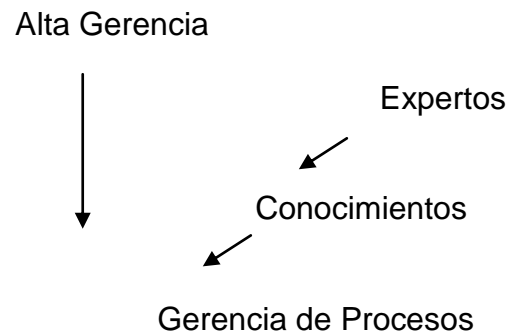 Alta Gerencia
Expertos
Conocimientos
Gerencia de Procesos